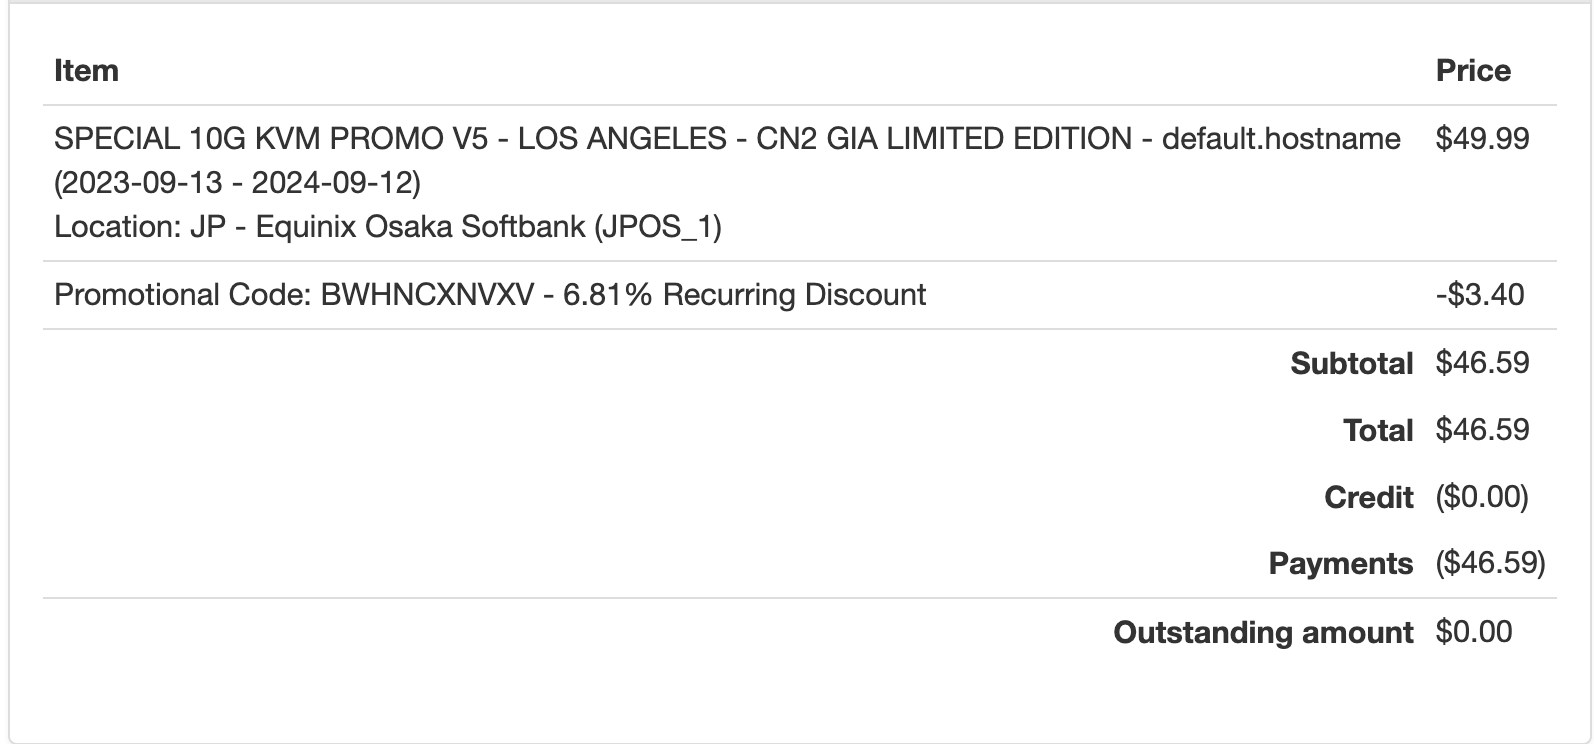 Item Price
SPECIAL 10G KVM PROMO V5 - LOS ANGELES - CN2 GIA LIMITED EDITION - default.hostname $49.99
(2023-09-13 - 2024-09-12)
Location: JP - Equinix Osaka Softbank (JPOS_1)
Promotional Code: BWHNCXNVXV - 6.81% Recurring Discount -$3.40
Subtotal $46.59
Total $46.59
Credit ($0.00)
Payments ($46.59)
Outstanding amount $0.00